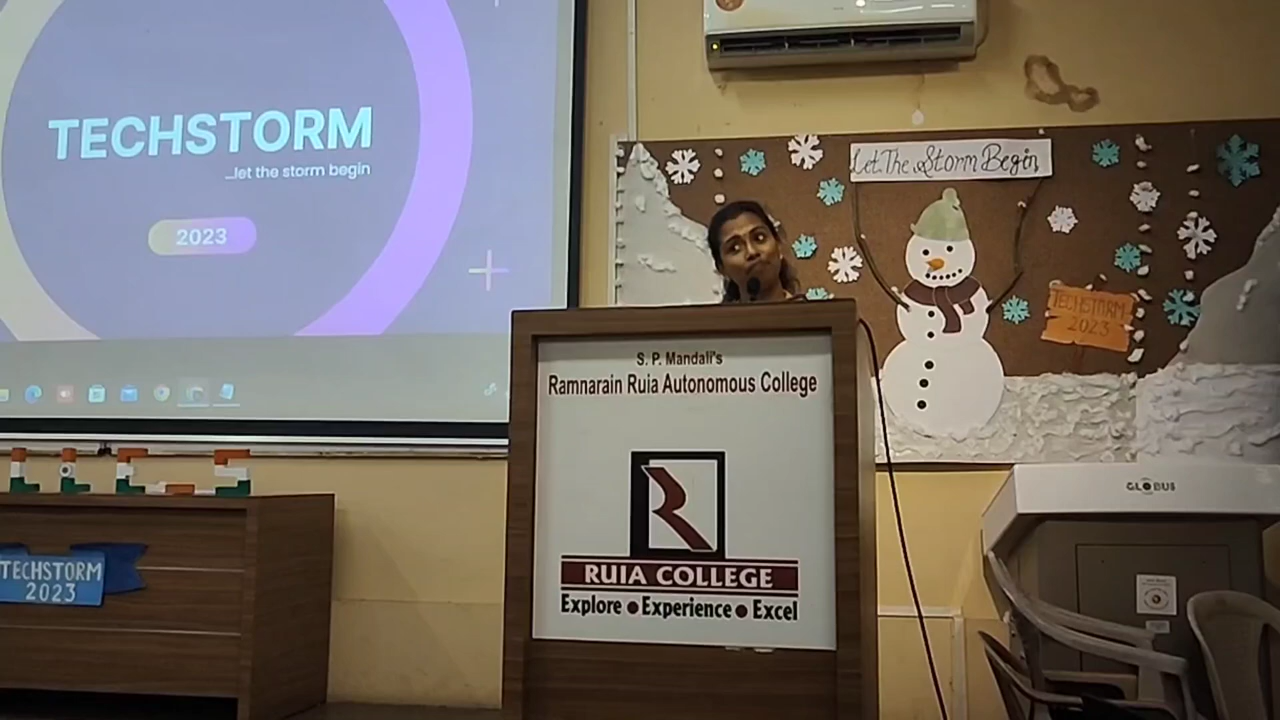 TECHSTORM
...let the storm begin
2023
Let The Storm Begin
TECHSTORM
2023
S. P. Mandali's
Ramnarain Ruia Autonomous College
R
RUIA COLLEGE
Explore ● Experience ● Excel
GLOBUS
TECHSTORM
2023